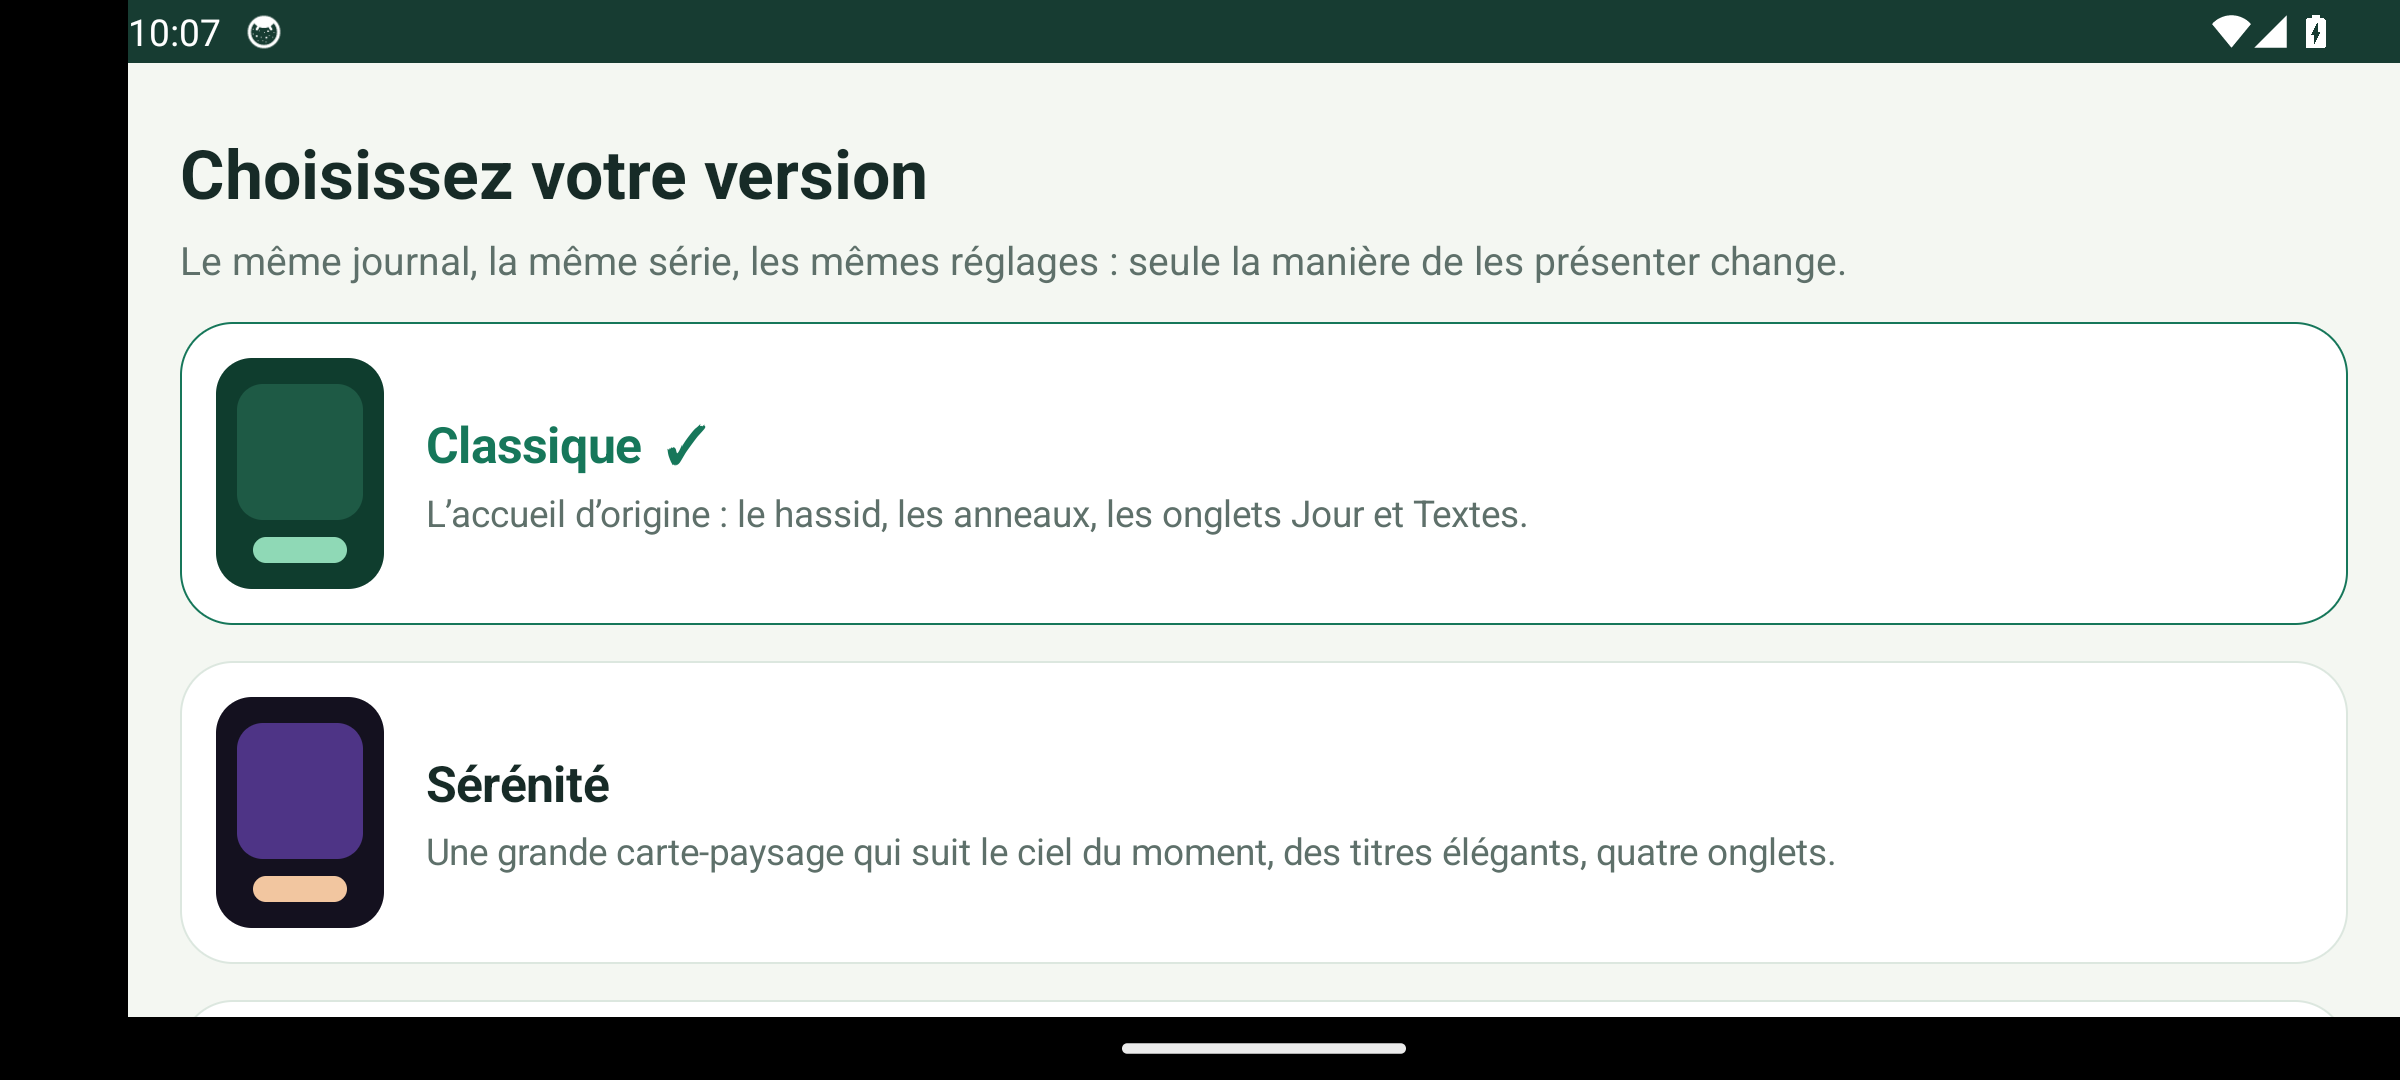 10:07
Choisissez votre version
Le même journal, la même série, les mêmes réglages : seule la manière de les présenter change.
Classique ✓
L’accueil d’origine : le hassid, les anneaux, les onglets Jour et Textes.
Sérénité
Une grande carte-paysage qui suit le ciel du moment, des titres élégants, quatre onglets.